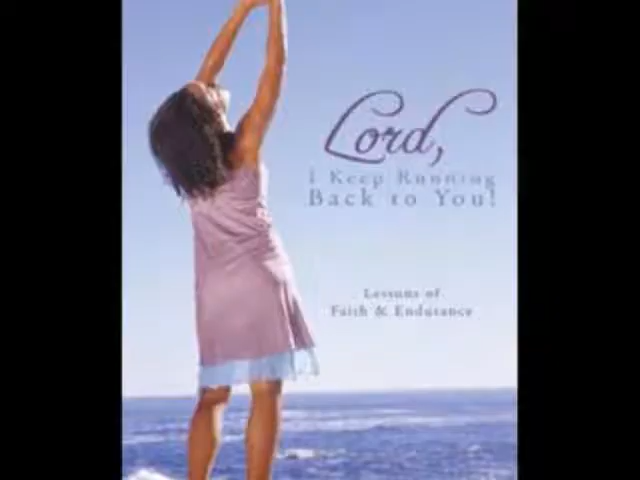 Lord,
I Keep Running
Back to You!
Lessons of
Faith & Endurance